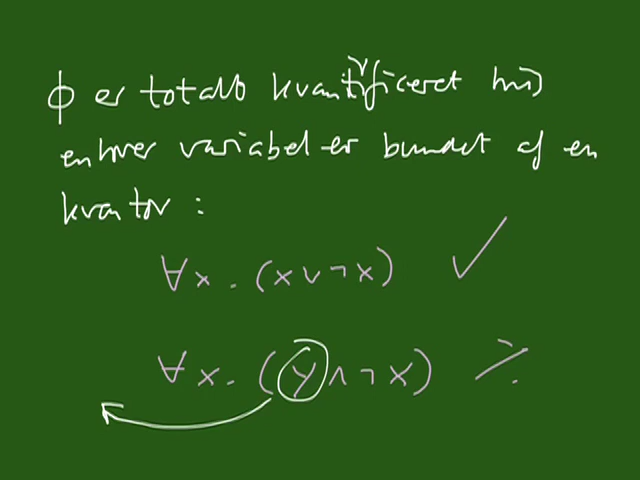 ϕ er totalt kvantificeret hvis
enhver variabel er bundet af en
kvantor :
∀x. (x ∨ ¬x) ✓
∀x. (y ∧ ¬x) ⁒